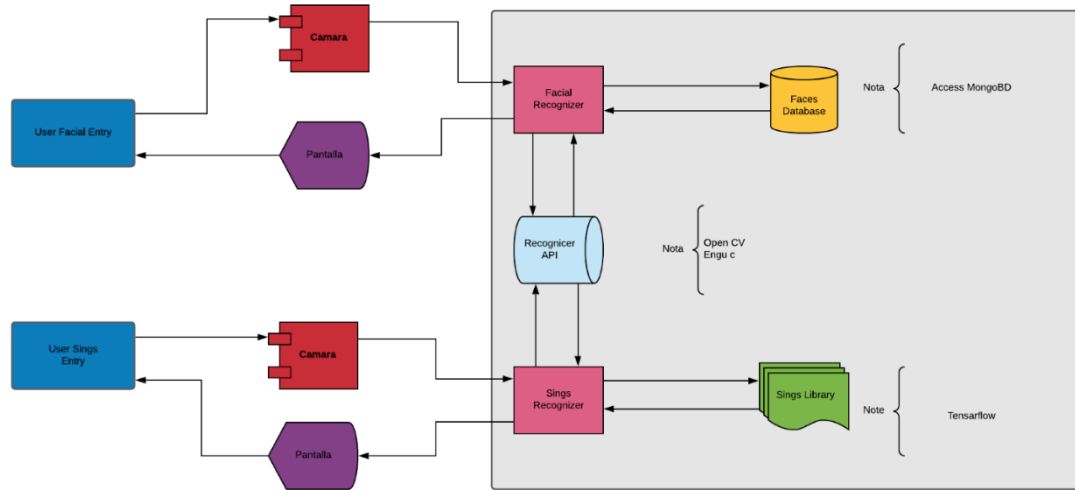 Camara
User Facial Entry
Pantalla
Facial
Recognizer
Faces
Database
Nota
Access MongoBD
Recognicer
API
Nota
Open CV
Engu c
User Sings
Entry
Camara
Pantalla
Sings
Recognizer
Sings Library
Note
Tensarflow